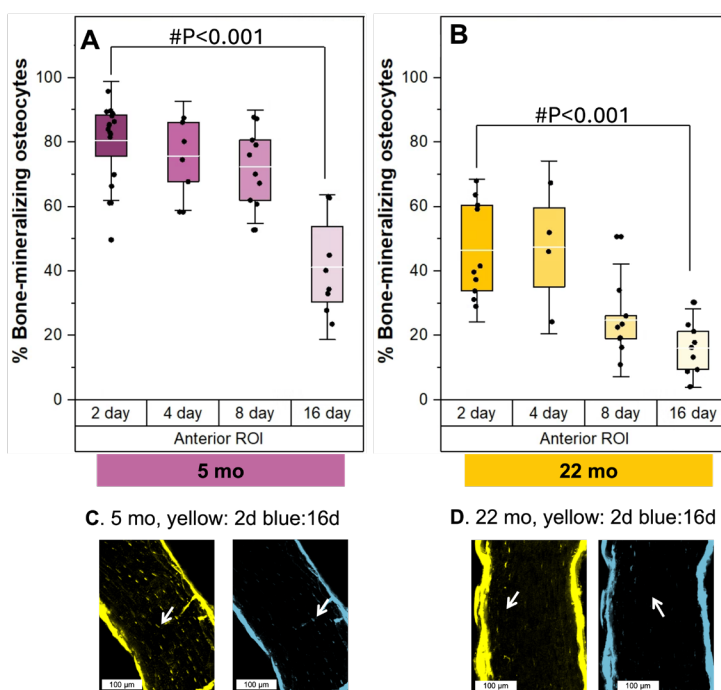 A
#P<0.001
% Bone-mineralizing osteocytes
100
80
60
40
20
0
2 day 4 day 8 day 16 day
Anterior ROI
5 mo
B
#P<0.001
% Bone-mineralizing osteocytes
100
80
60
40
20
0
2 day 4 day 8 day 16 day
Anterior ROI
22 mo
C. 5 mo, yellow: 2d blue:16d
100 µm
100 µm
D. 22 mo, yellow: 2d blue:16d
100 µm
100 µm